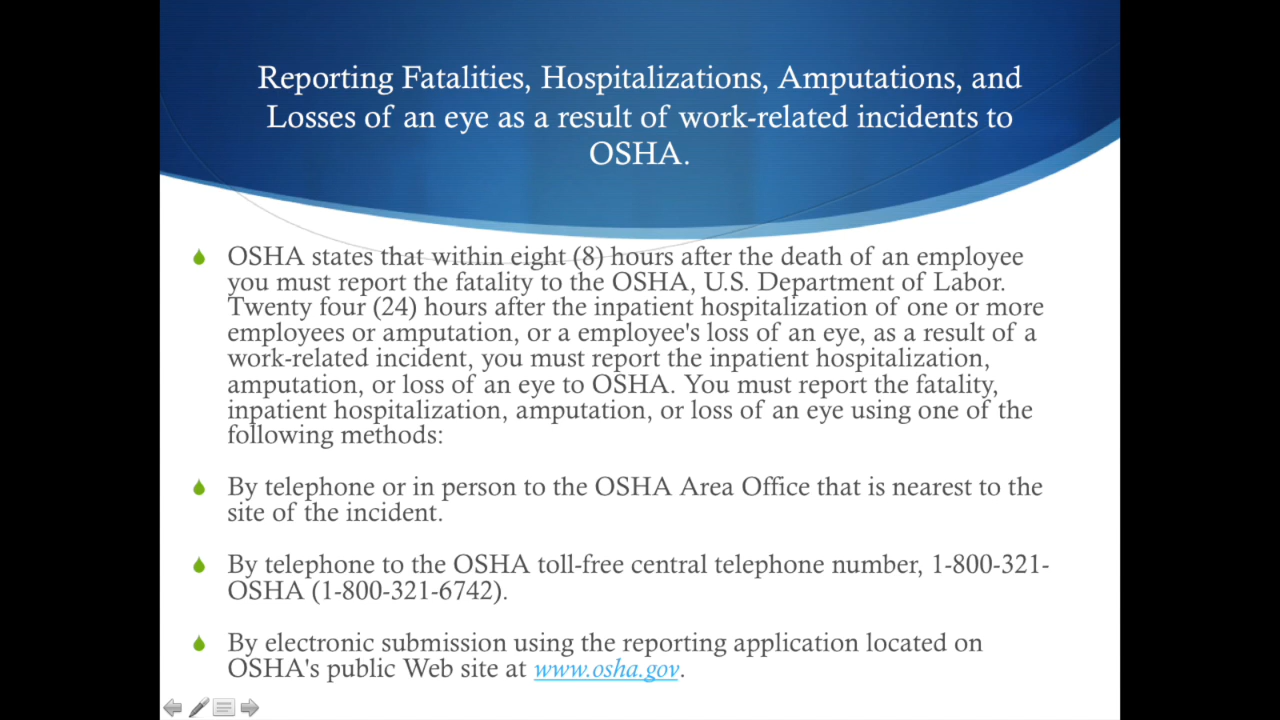 Reporting Fatalities, Hospitalizations, Amputations, and
Losses of an eye as a result of work-related incidents to
OSHA.
OSHA states that within eight (8) hours after the death of an employee
you must report the fatality to the OSHA, U.S. Department of Labor.
Twenty four (24) hours after the inpatient hospitalization of one or more
employees or amputation, or a employee's loss of an eye, as a result of a
work-related incident, you must report the inpatient hospitalization,
amputation, or loss of an eye to OSHA. You must report the fatality,
inpatient hospitalization, amputation, or loss of an eye using one of the
following methods:
By telephone or in person to the OSHA Area Office that is nearest to the
site of the incident.
By telephone to the OSHA toll-free central telephone number, 1-800-321-
OSHA (1-800-321-6742).
By electronic submission using the reporting application located on
OSHA's public Web site at www.osha.gov.